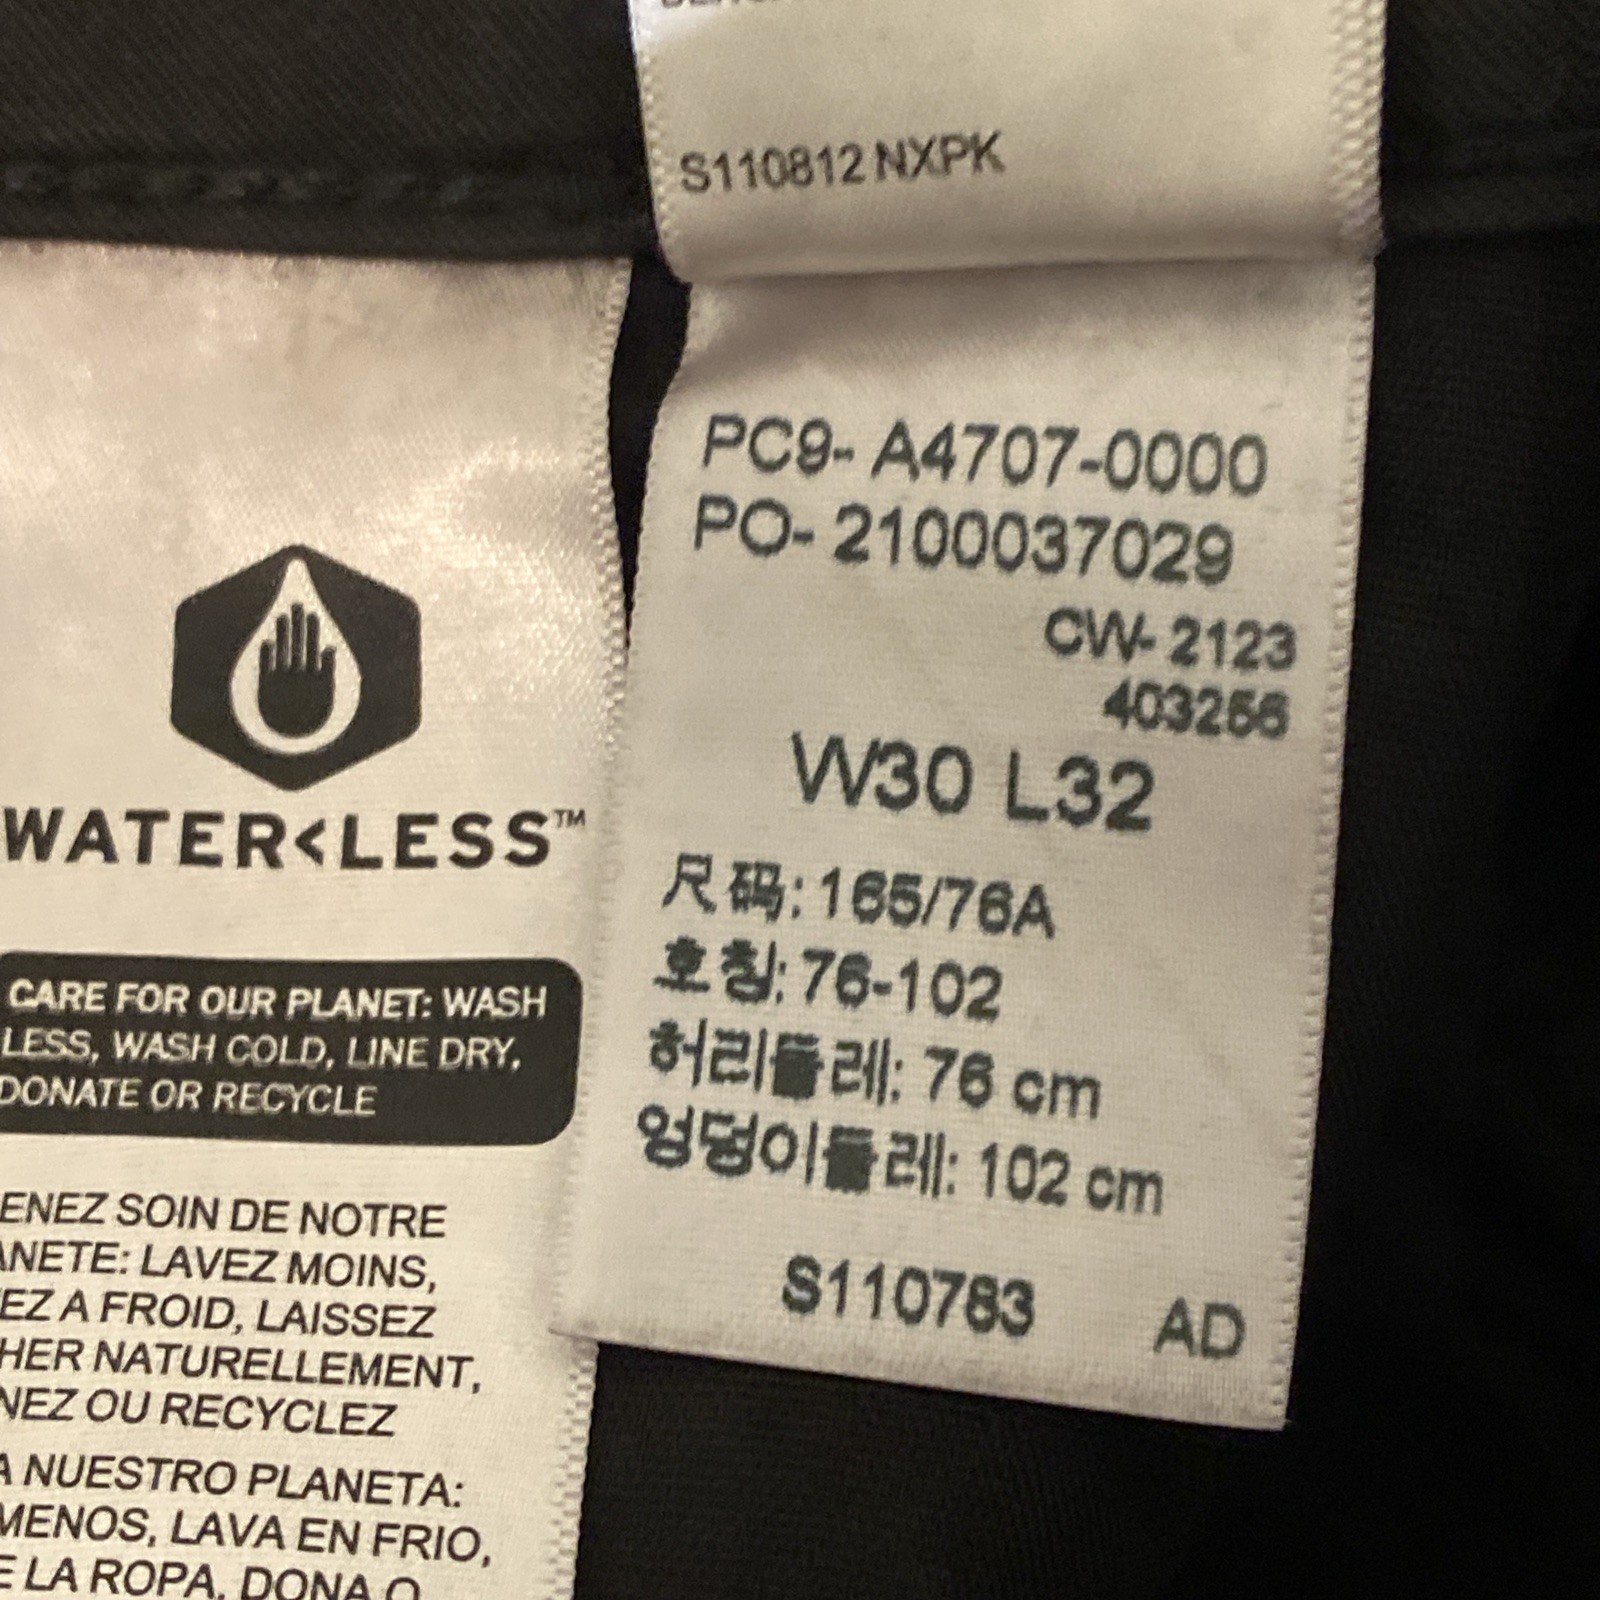 S110812 NXPK
PC9- A4707-0000
PO- 2100037029
CW- 2123
403256
W30 L32
尺码: 165/76A
호칭: 76-102
허리둘레: 76 cm
엉덩이둘레: 102 cm
S110783 AD
WATER<LESS™
CARE FOR OUR PLANET: WASH
LESS, WASH COLD, LINE DRY,
DONATE OR RECYCLE
ENEZ SOIN DE NOTRE
ANETE: LAVEZ MOINS,
EZ A FROID, LAISSEZ
HER NATURELLEMENT,
NEZ OU RECYCLEZ
A NUESTRO PLANETA:
MENOS, LAVA EN FRIO,
E LA ROPA, DONA O